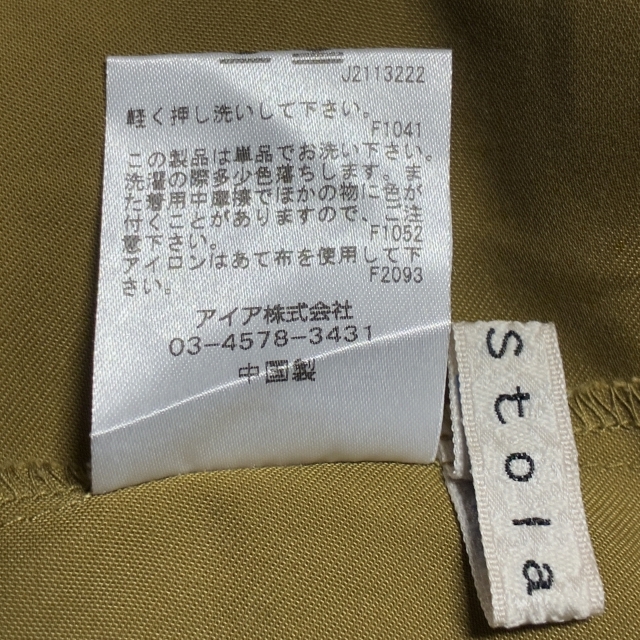 J2113222
軽く押し洗いして下さい。
F1041
この製品は単品でお洗い下さい。
洗濯の際多少色落ちします。ま
た着用中摩擦でほかの物に色が
付くことがありますので、ご注
意下さい。
F1052
アイロンはあて布を使用して下
さい。
F2093
アイア株式会社
03-4578-3431
中国製
Stola